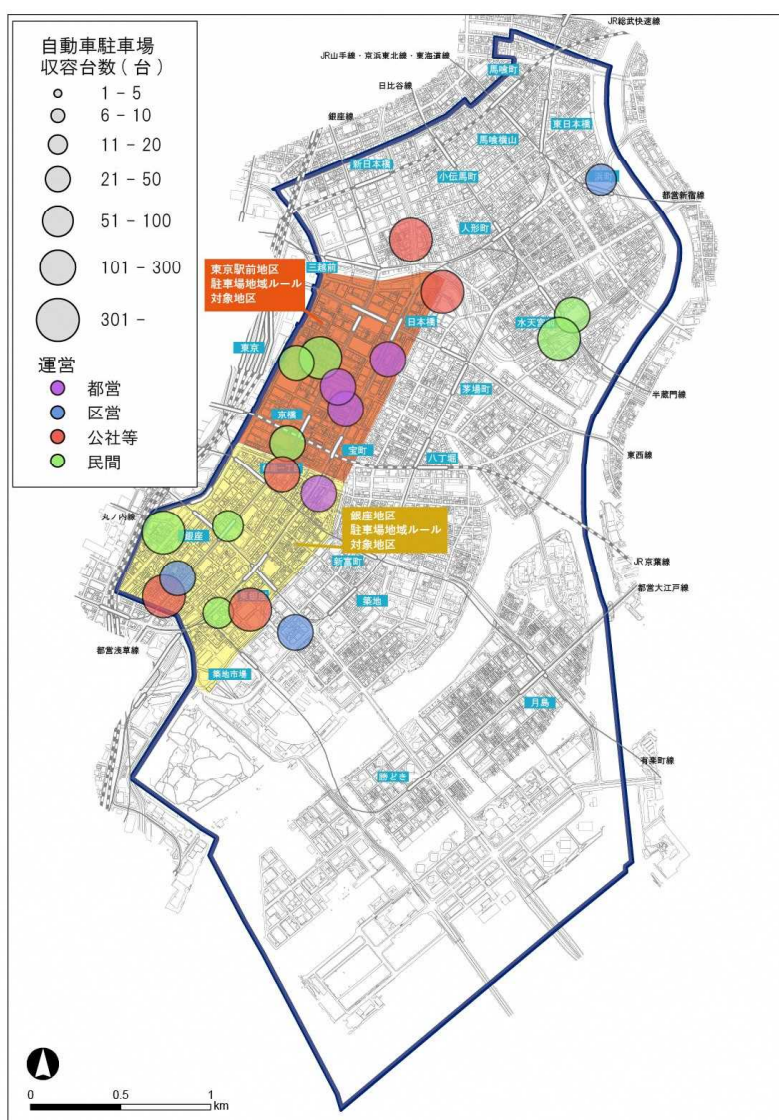 自動車駐車場
収容台数(台)
1 - 5
6 - 10
11 - 20
21 - 50
51 - 100
101 - 300
301 -
運営
都営
区営
公社等
民間
JR総武快速線
JR山手線・京浜東北線・東海道線
馬喰町
日比谷線
銀座線
東日本橋
馬喰横山
新日本橋
小伝馬町
都営新宿線
人形町
三越前
東京駅前地区
駐車場地域ルール
対象地区
日本橋
水天宮前
東京
茅場町
半蔵門線
京橋
東西線
宝町
八丁堀
丸ノ内線
銀座
銀座地区
駐車場地域ルール
対象地区
新富町
JR京葉線
都営大江戸線
築地
都営浅草線
築地市場
月島
有楽町線
勝どき
0
0.5
1
km